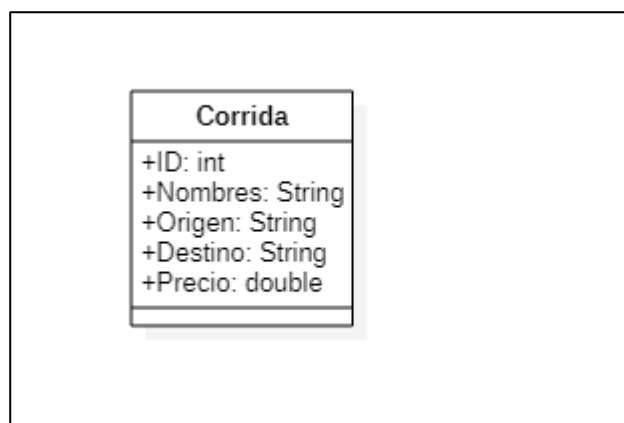 Corrida
+ID: int
+Nombres: String
+Origen: String
+Destino: String
+Precio: double